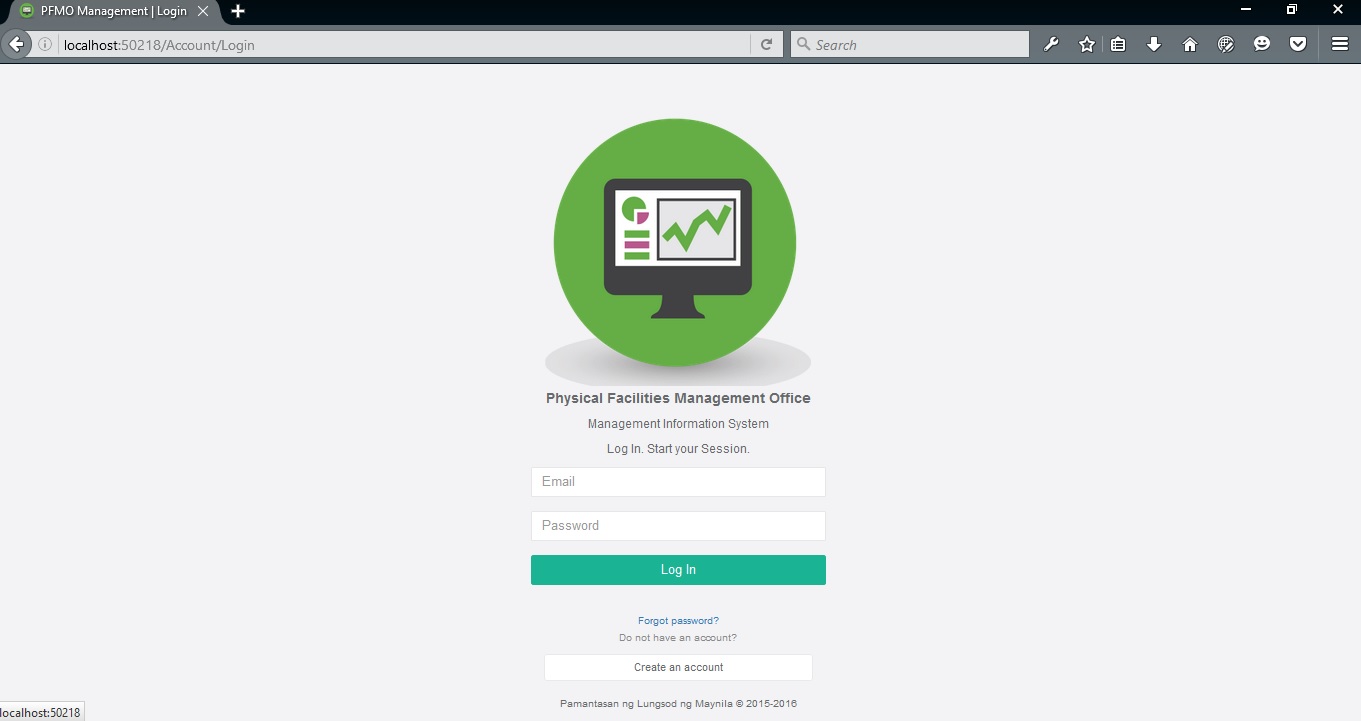 PFMO Management | Login
localhost:50218/Account/Login
Search
Physical Facilities Management Office
Management Information System
Log In. Start your Session.
Email
Password
Log In
Forgot password?
Do not have an account?
Create an account
Pamantasan ng Lungsod ng Maynila © 2015-2016
localhost:50218